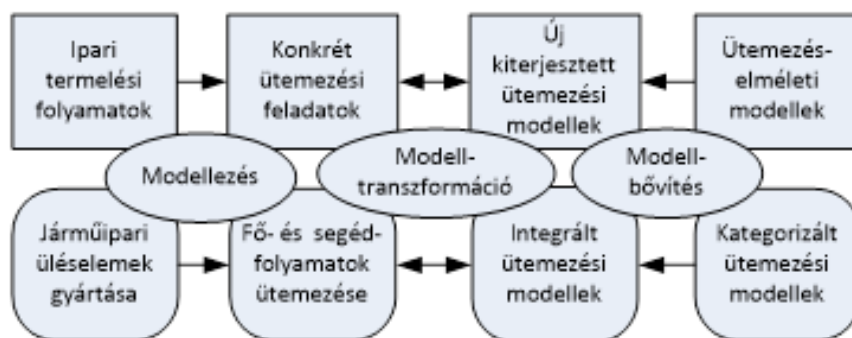 Ipari
termelési
folyamatok
Konkrét
ütemezési
feladatok
Új
kiterjesztett
ütemezési
modellek
Ütemezés-
elméleti
modellek
Modellezés
Modell-
transzformáció
Modell-
bővítés
Járműipari
üléselemek
gyártása
Fő- és segéd-
folyamatok
ütemezése
Integrált
ütemezési
modellek
Kategorizált
ütemezési
modellek